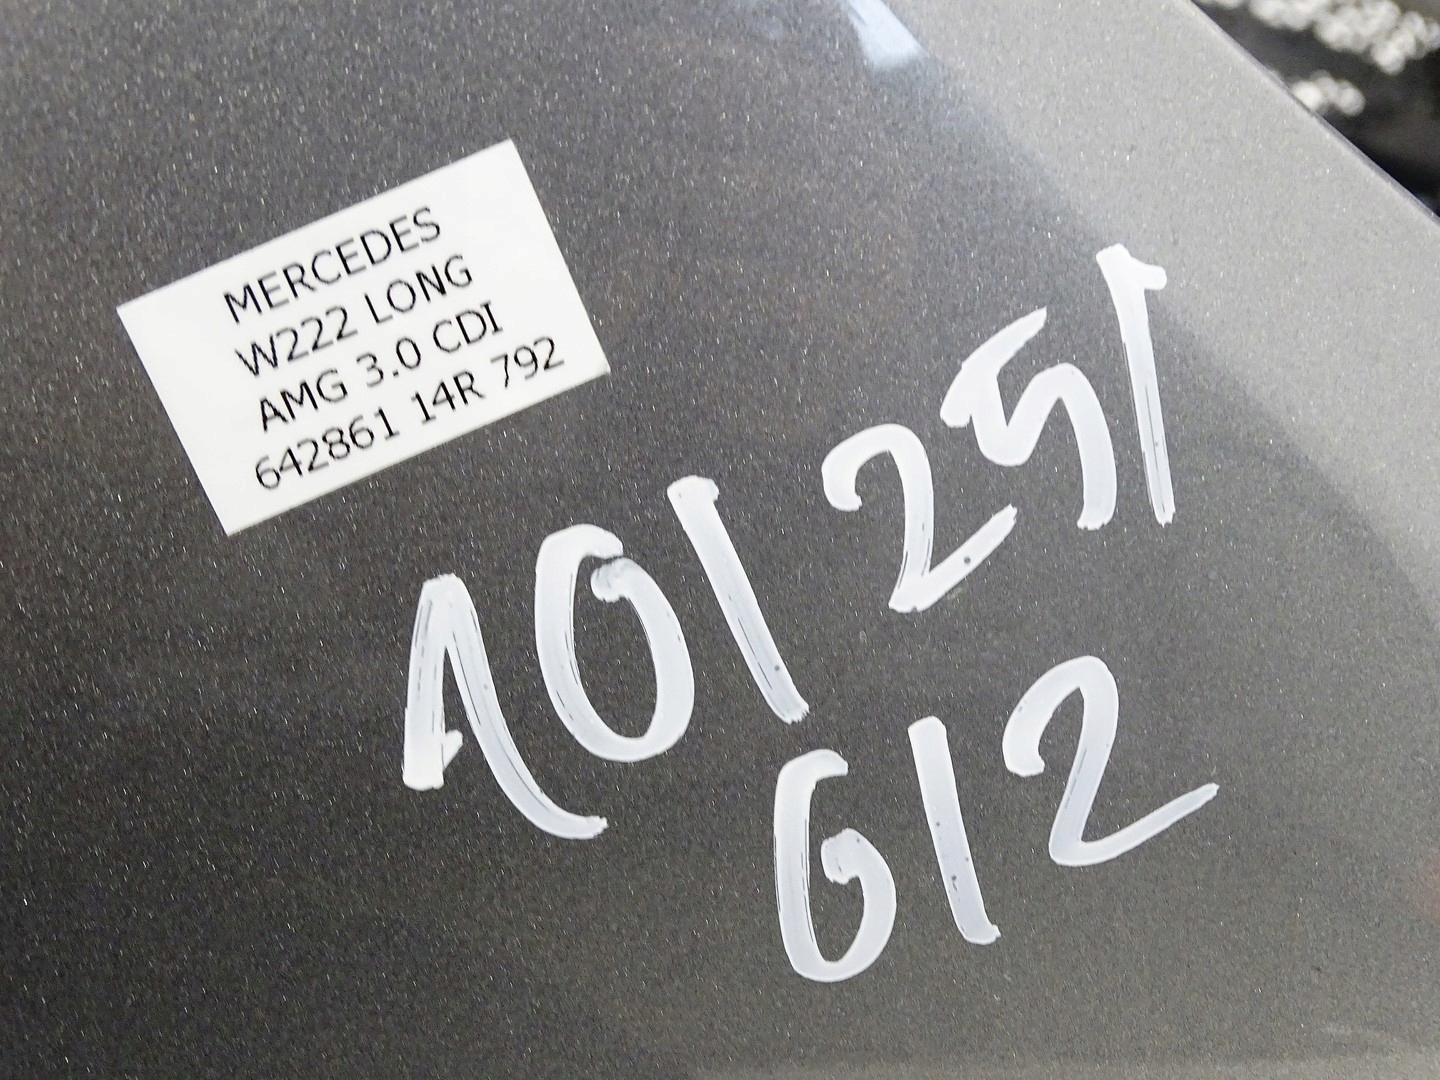 MERCEDES
W222 LONG
AMG 3.0 CDI
642861 14R 792
101 251
612